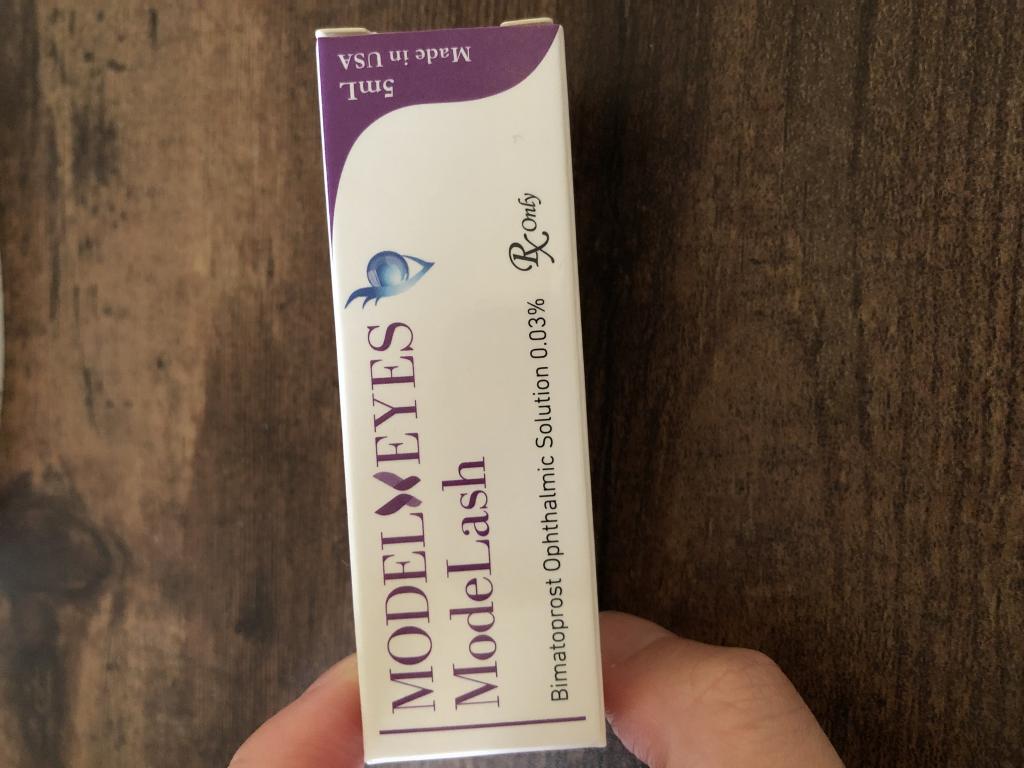 MODEL EYES
ModeLash
Bimatoprost Ophthalmic Solution 0.03%
Rx Only
5mL
Made in USA